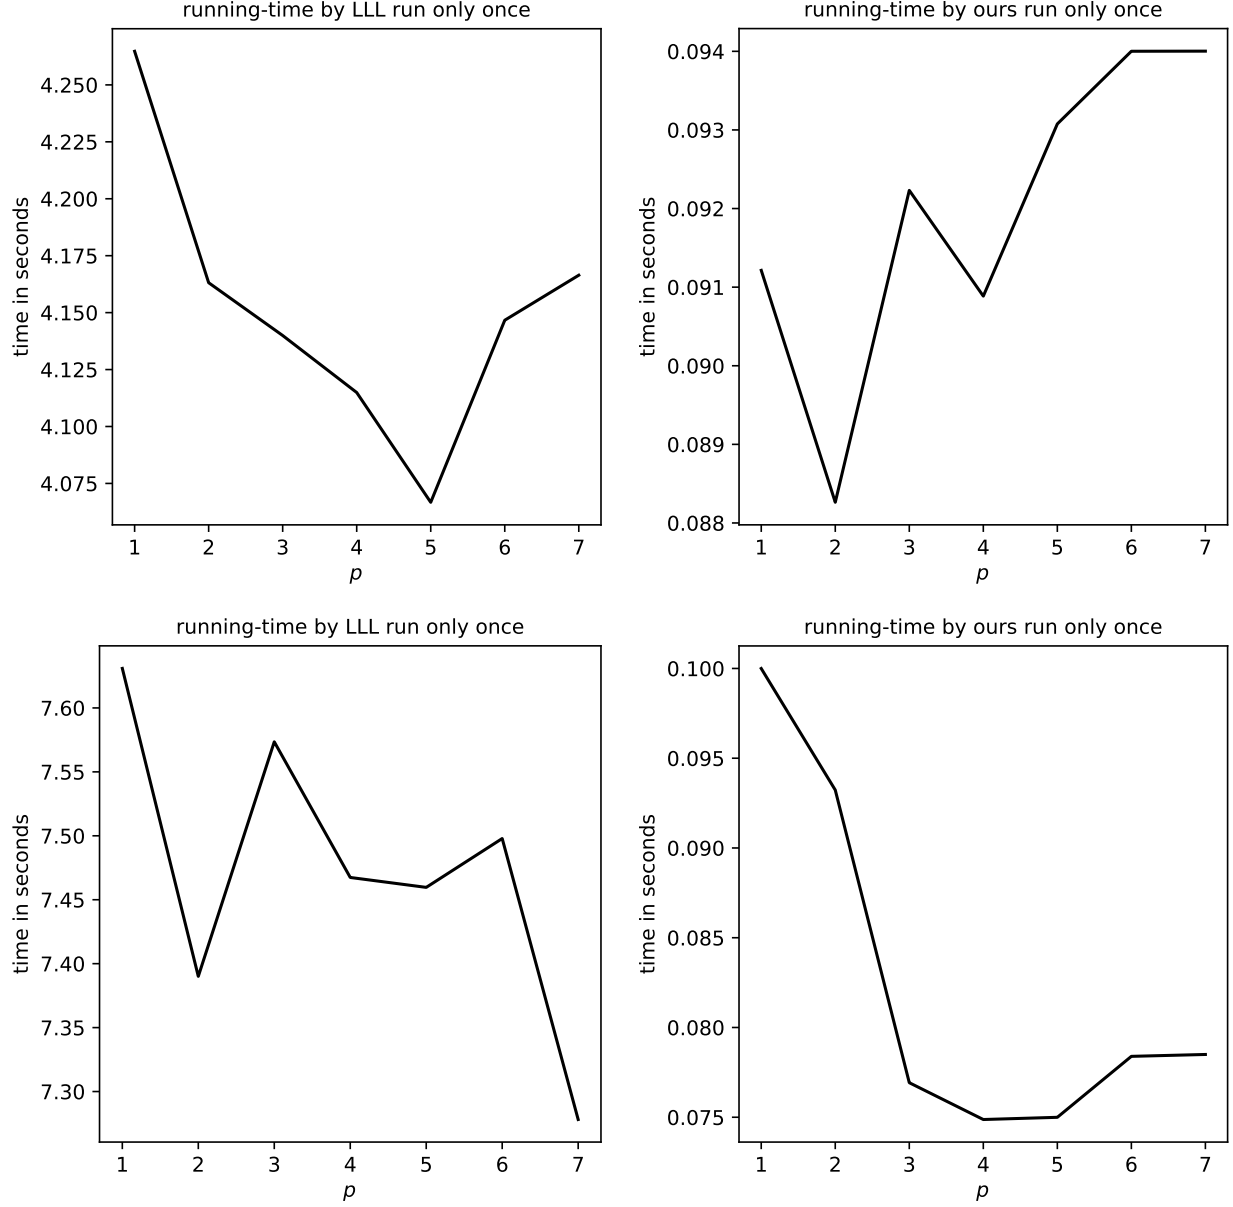 running-time by LLL run only once
time in seconds
4.250
4.225
4.200
4.175
4.150
4.125
4.100
4.075
1 2 3 4 5 6 7
p
running-time by ours run only once
time in seconds
0.094
0.093
0.092
0.091
0.090
0.089
0.088
1 2 3 4 5 6 7
p
running-time by LLL run only once
time in seconds
7.60
7.55
7.50
7.45
7.40
7.35
7.30
1 2 3 4 5 6 7
p
running-time by ours run only once
time in seconds
0.100
0.095
0.090
0.085
0.080
0.075
1 2 3 4 5 6 7
p